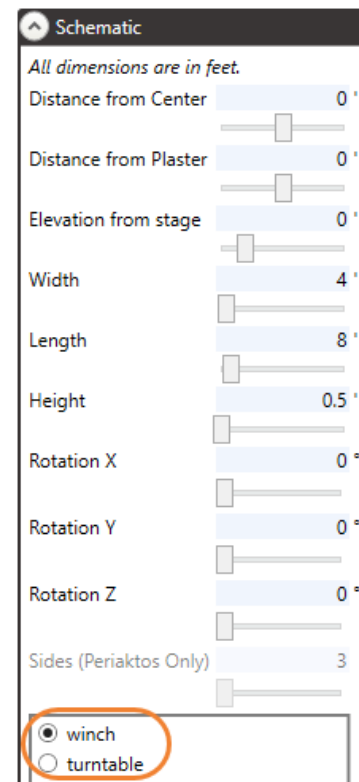 Schematic
All dimensions are in feet.
Distance from Center 0 '
Distance from Plaster 0 '
Elevation from stage 0 '
Width 4 '
Length 8 '
Height 0.5 '
Rotation X 0 °
Rotation Y 0 °
Rotation Z 0 °
Sides (Periaktos Only) 3
winch
turntable